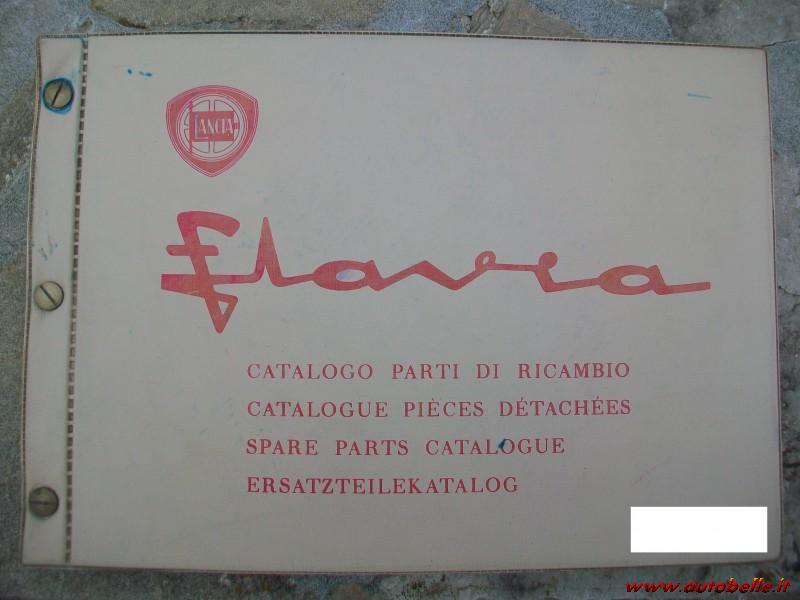 LANCIA
Flavia
CATALOGO PARTI DI RICAMBIO
CATALOGUE PIÈCES DÉTACHÉES
SPARE PARTS CATALOGUE
ERSATZTEILEKATALOG
www.autobelle.it